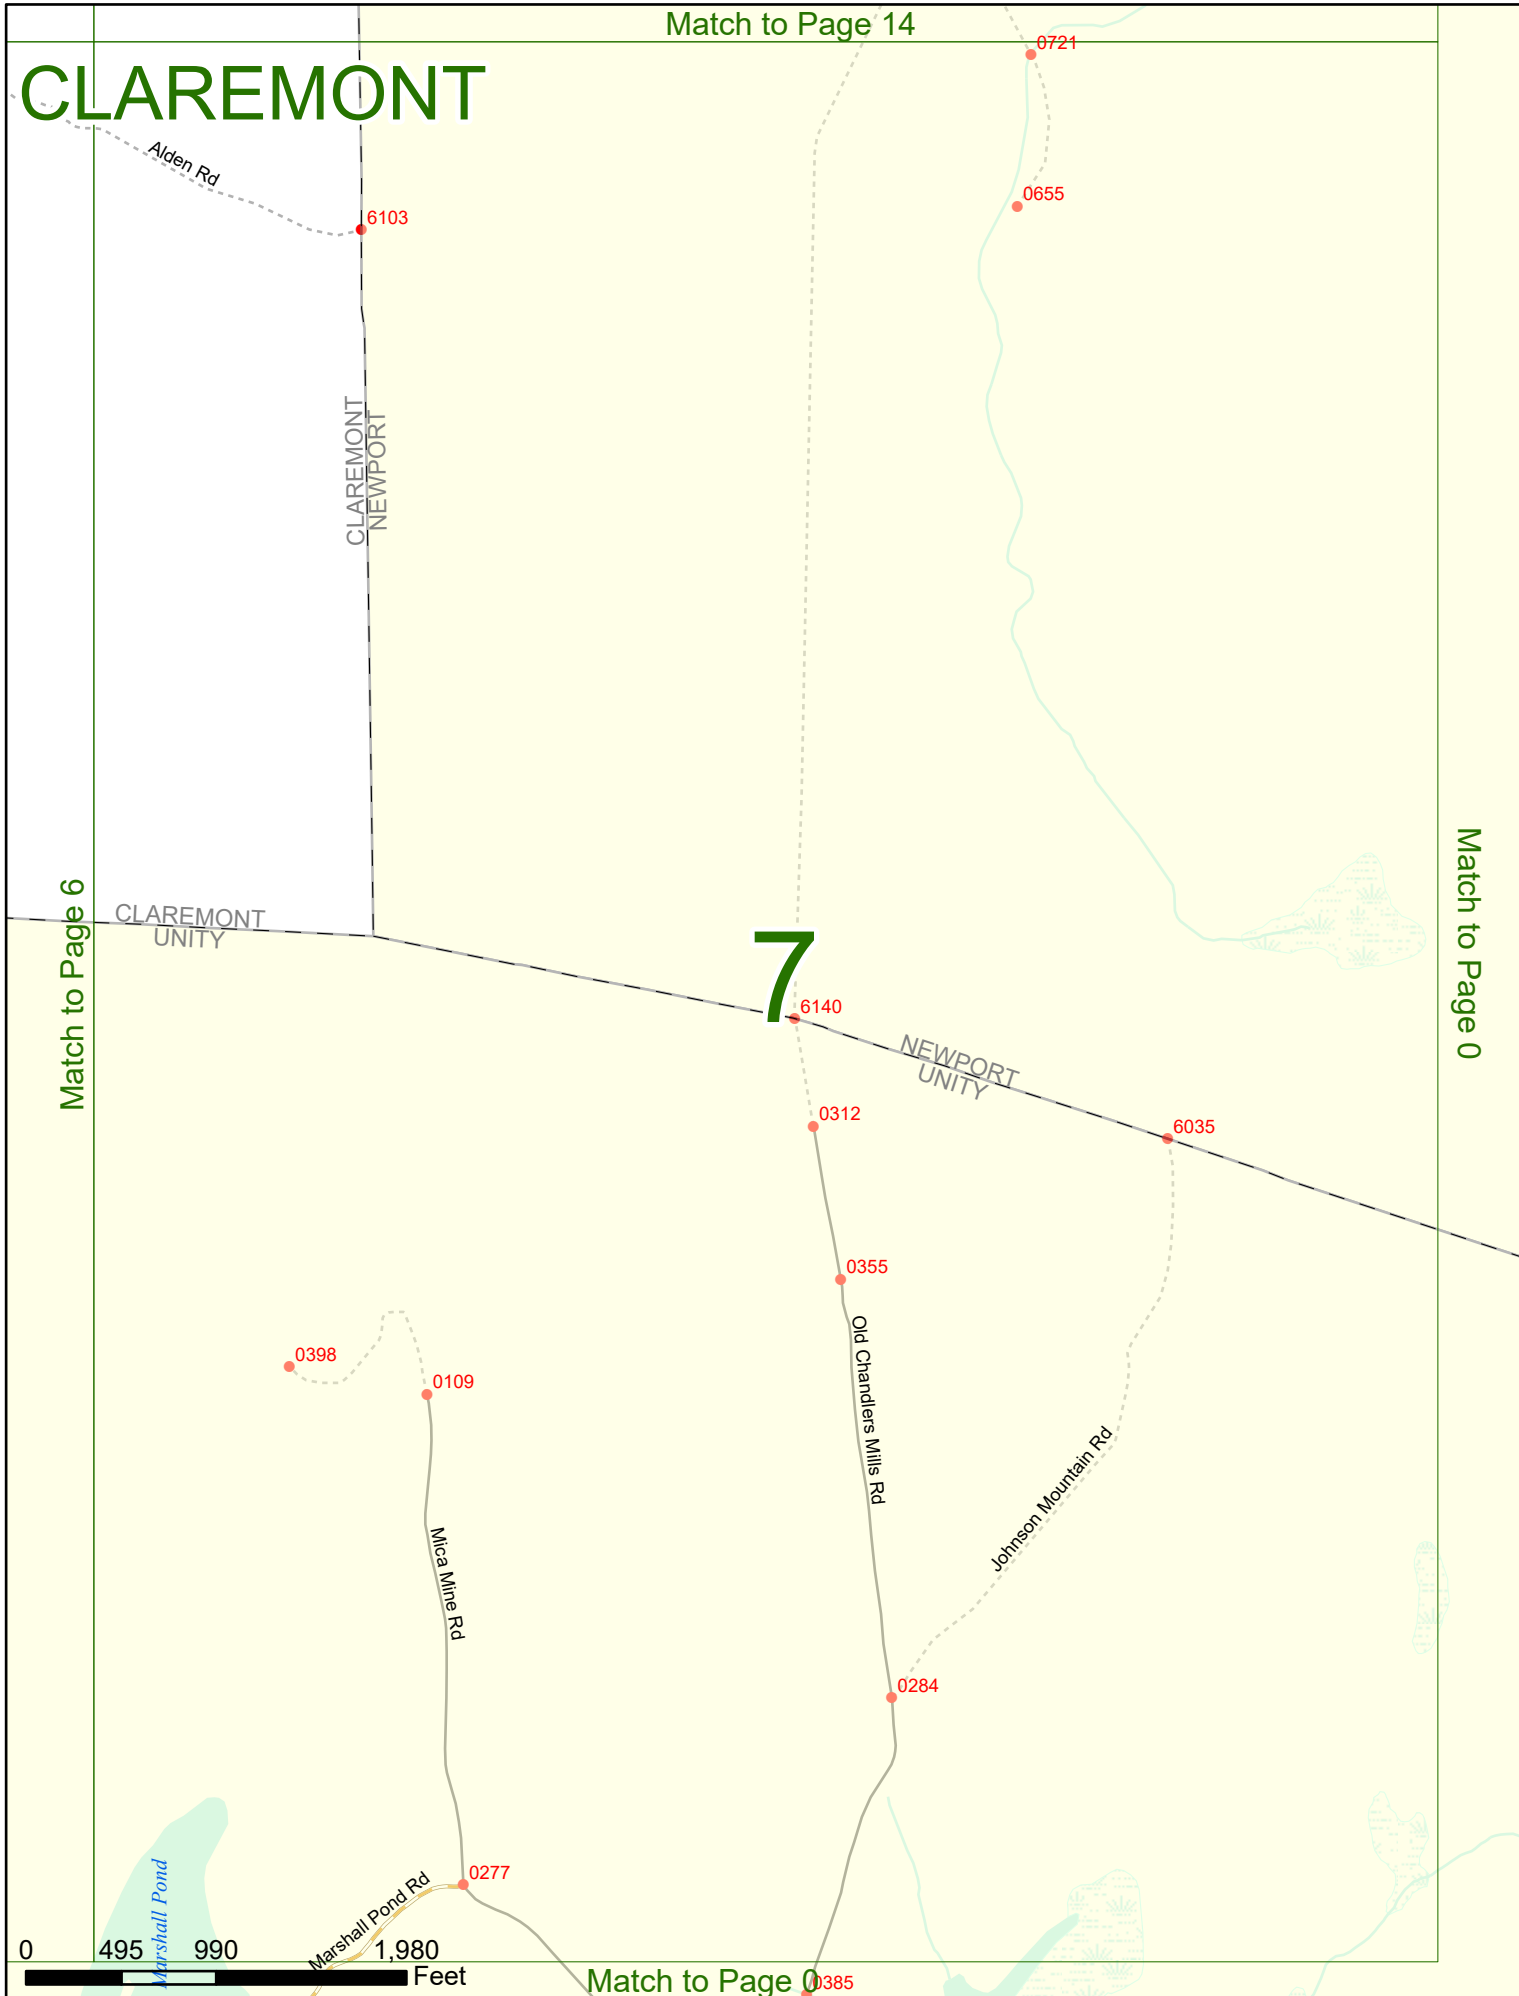 Match to Page 14
0721
CLAREMONT
Alden Rd
0655
6103
CLAREMONT
NEWPORT
Match to Page 6
Match to Page 0
CLAREMONT
UNITY
7
6140
NEWPORT
UNITY
0312
6035
0355
Old Chandlers Mills Rd
0398
0109
Johnson Mountain Rd
Mica Mine Rd
0284
0277
Marshall Pond Rd
Marshall Pond
0 495 990 1,980
Feet
Match to Page 0
0385